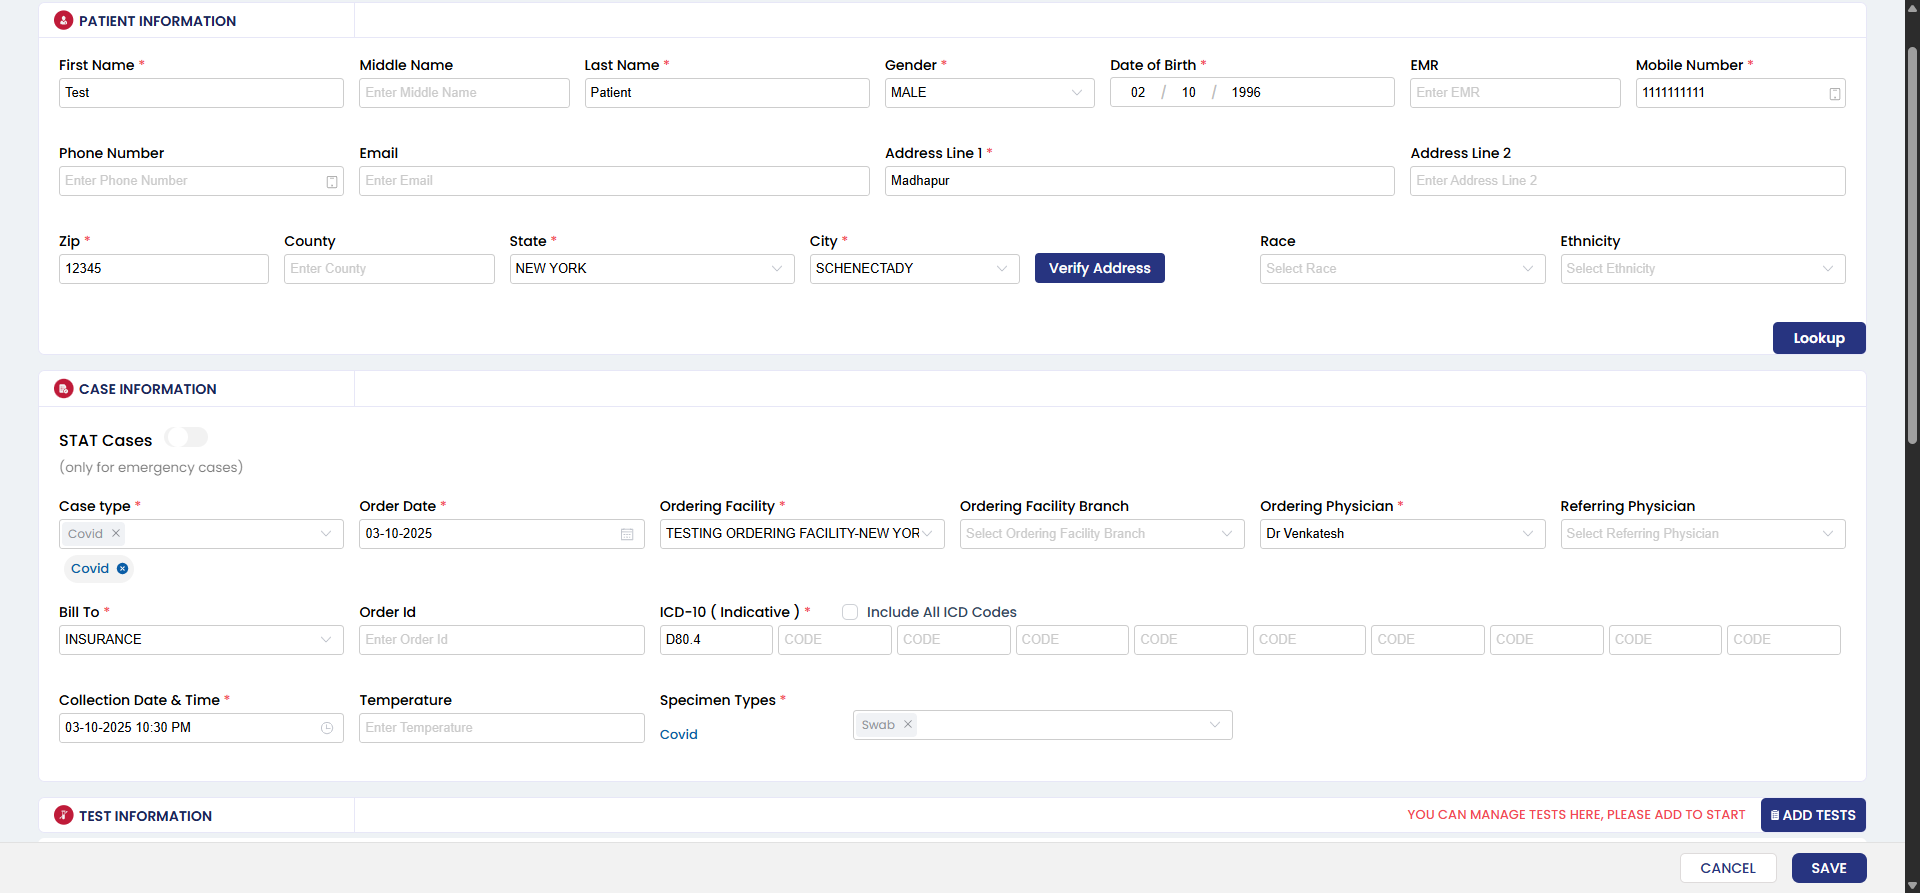 PATIENT INFORMATION
First Name * Middle Name Last Name * Gender * Date of Birth * EMR Mobile Number *
Test Enter Middle Name Patient MALE 02 / 10 / 1996 Enter EMR 1111111111
Phone Number Email Address Line 1 * Address Line 2
Enter Phone Number Enter Email Madhapur Enter Address Line 2
Zip * County State * City * Race Ethnicity
12345 Enter County NEW YORK SCHENECTADY Verify Address Select Race Select Ethnicity
Lookup
CASE INFORMATION
STAT Cases
(only for emergency cases)
Case type * Order Date * Ordering Facility * Ordering Facility Branch Ordering Physician * Referring Physician
Covid 03-10-2025 TESTING ORDERING FACILITY-NEW YOR Select Ordering Facility Branch Dr Venkatesh Select Referring Physician
Covid
Bill To * Order Id ICD-10 ( Indicative ) * Include All ICD Codes
INSURANCE Enter Order Id D80.4 CODE CODE CODE CODE CODE CODE CODE CODE CODE
Collection Date & Time * Temperature Specimen Types *
03-10-2025 10:30 PM Enter Temperature Covid Swab
TEST INFORMATION YOU CAN MANAGE TESTS HERE, PLEASE ADD TO START ADD TESTS
CANCEL SAVE